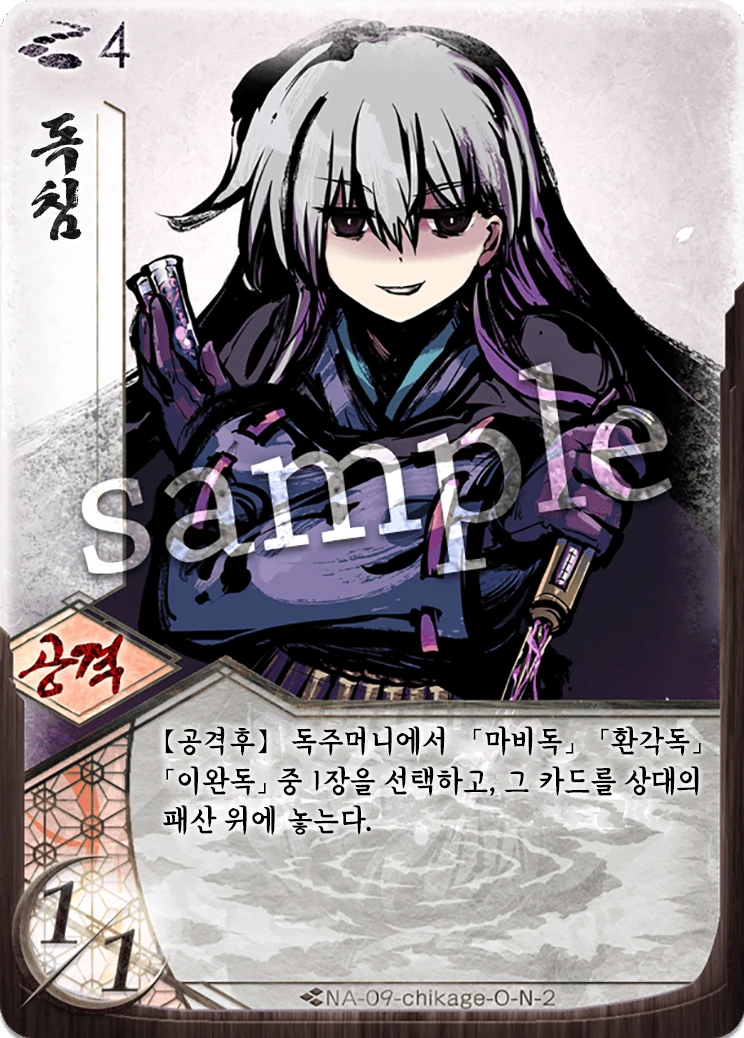 4
독침
sample
공격
【공격후】 독주머니에서 「마비독」 「환각독」
「이완독」 중 1장을 선택하고, 그 카드를 상대의
패산 위에 놓는다.
1/1
NA-09-chikage-O-N-2